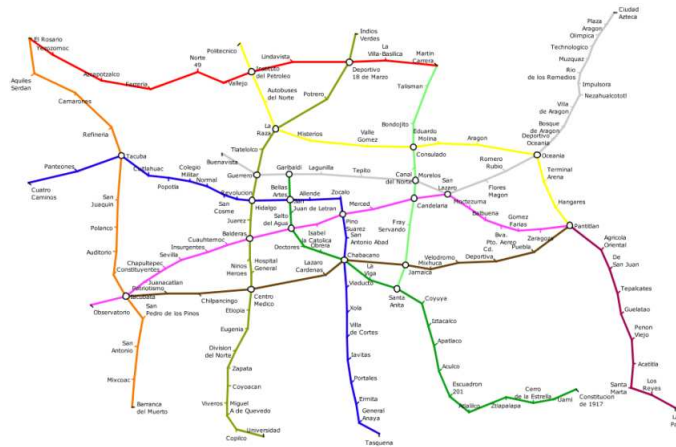 Ciudad
Azteca
Plaza
Aragon
Olimpica
Technologico
Muzquiz
Rio
de los Remedios
Impulsora
Nezahualcototl
Villa
de Aragon
Bosque
de Aragon
Deportivo
Oceania
Oceania
Romero
Rubio
El Rosario
Tezozomoc
Azcapotzalco
Ferreria
Norte
45
Vallejo
Politecnico
Instituto
del Petroleo
Lindavista
Autobuses
del Norte
Indios
Verdes
Deportivo
18 de Marzo
La
Villa-Basilica
Martin
Carrera
Potrero
Talisman
Bondojito
Eduardo
Molina
Consulado
Aragon
La
Raza
Misterios
Valle
Gomez
Terminal
Aerea
Hangares
Pantitlan
Aquiles
Serdan
Camarones
Refineria
Tacuba
Panteones
Cuatro
Caminos
Cuitlahuac
Popotla
Colegio
Militar
Normal
San
Cosme
Revolucion
Tlatelolco
Buenavista
Guerrero
Garibaldi
Lagunilla
Tepito
Canal
del Norte
Morelos
San
Lazaro
Flores
Magon
Bellas
Artes
Hidalgo
Allende
San
Juan de Letran
Zocalo
Merced
Candelaria
Moctezuma
Balbuena
Gomez
Farias
Bva.
Pto. Aereo
Cd.
Zaragoza
Puebla
Juarez
Salto
del Agua
Isabel
la Catolica
Pino
Suarez
San
Antonio Abad
Fray
Servando
Balderas
Cuauhtemoc
Insurgentes
Sevilla
Chapultepec
Constituyentes
Juanacatlan
Patriotismo
Tacubaya
Observatorio
San
Joaquin
Polanco
Auditorio
San
Pedro de los Pinos
San
Antonio
Mixcoac
Barranca
del Muerto
Doctores
Obrera
Chabacano
Ninos
Heroes
Hospital
General
Lazaro
Cardenas
Centro
Medico
Chilpancingo
La
Viga
Velodromo
Mixhuca
Jamaica
Deportiva
Santa
Anita
Etiopia
Eugenia
Division
del Norte
Zapata
Coyoacan
Viveros
Miguel
A de Quevedo
Copilco
Universidad
Viaducto
Xola
Villa
de Cortes
Portales
Ermita
General
Anaya
Tasquena
Coyuya
Iztacalco
Apatlaco
Aculco
Escuadron
201
Atlalilco
Iztapalapa
Cerro
de la Estrella
Uami
Constitucion
de 1917
Agricola
Oriental
De
San Juan
Tepalcates
Guelatao
Penon
Viejo
Acatitla
Santa
Marta
Los
Reyes